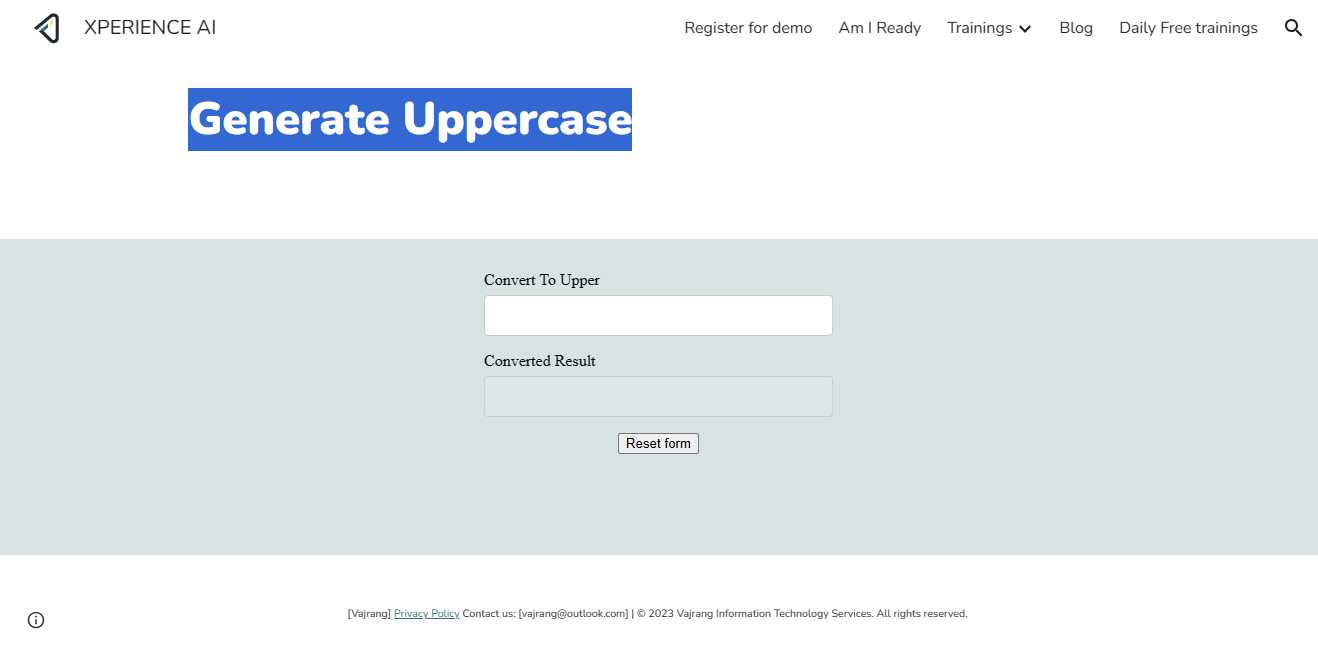 XPERIENCE AI
Register for demo
Am I Ready
Trainings
Blog
Daily Free trainings
Generate Uppercase
Convert To Upper
Converted Result
Reset form
[Vajrang] Privacy Policy Contact us: [vajrang@outlook.com] | © 2023 Vajrang Information Technology Services. All rights reserved.